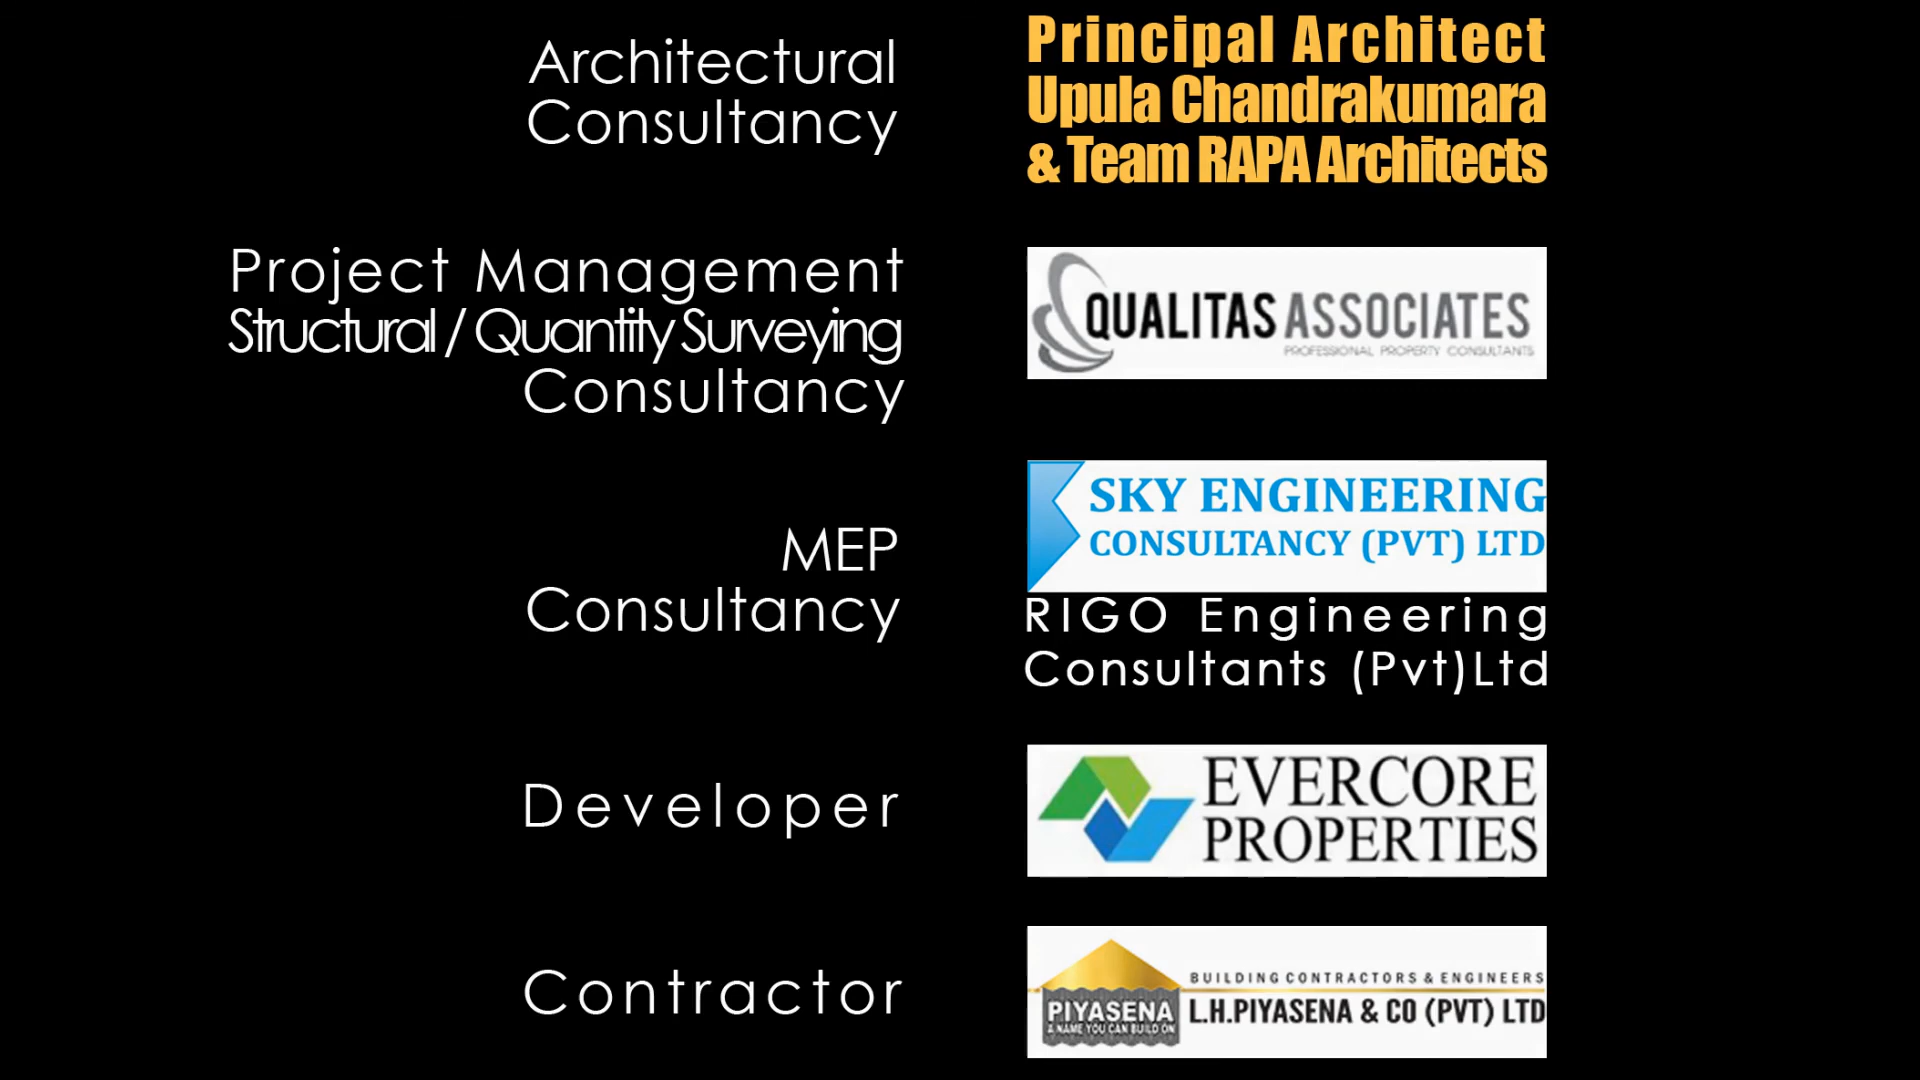 Architectural
Consultancy
Principal Architect
Upula Chandrakumara
& Team RAPA Architects
Project Management
Structural / Quantity Surveying
Consultancy
QUALITAS ASSOCIATES
PROFESSIONAL PROPERTY CONSULTANTS
MEP
Consultancy
SKY ENGINEERING
CONSULTANCY (PVT) LTD
RIGO Engineering
Consultants (Pvt)Ltd
Developer
EVERCORE
PROPERTIES
Contractor
BUILDING CONTRACTORS & ENGINEERS
L.H.PIYASENA & CO (PVT) LTD
PIYASENA
A NAME YOU CAN BUILD ON